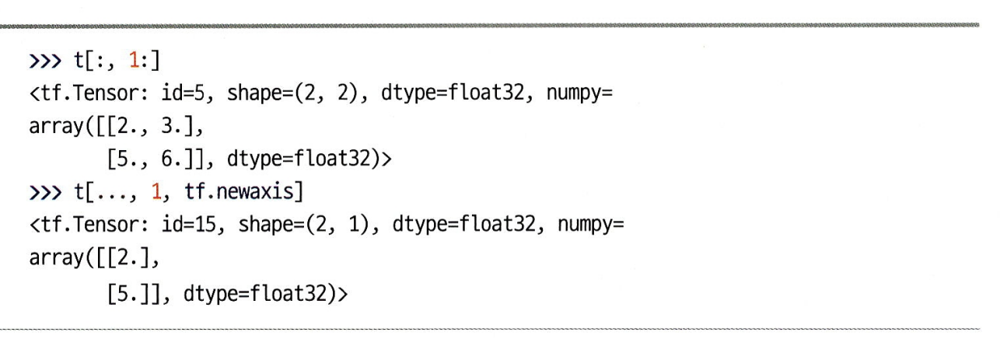 >>> t[:, 1:]
<tf.Tensor: id=5, shape=(2, 2), dtype=float32, numpy=
array([[2., 3.],
       [5., 6.]], dtype=float32)>
>>> t[..., 1, tf.newaxis]
<tf.Tensor: id=15, shape=(2, 1), dtype=float32, numpy=
array([[2.],
       [5.]], dtype=float32)>